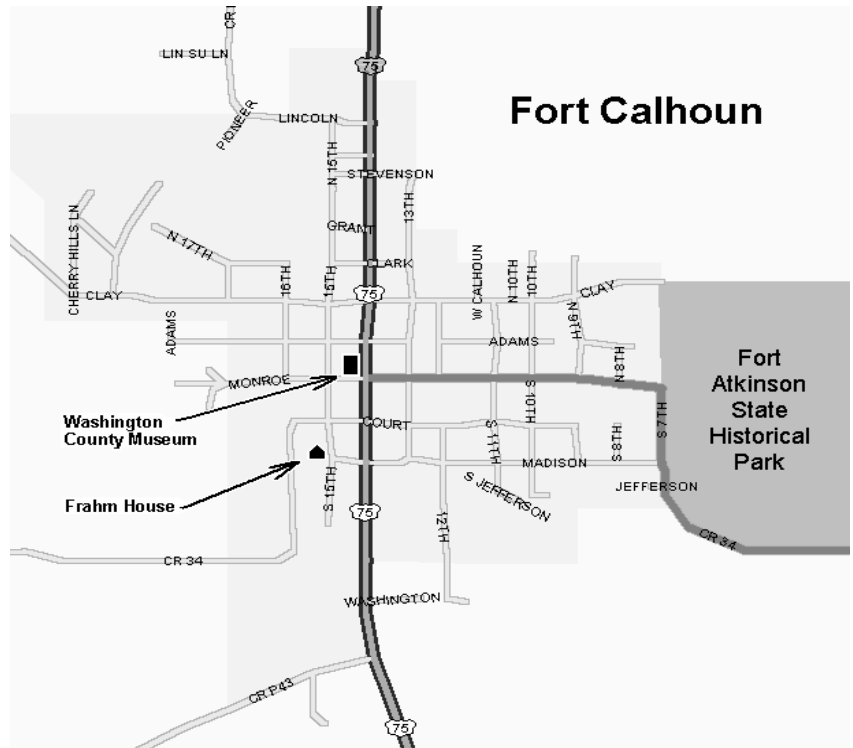 CR1
LIN SU LN
75
Fort Calhoun
PIONEER
LINCOLN
N 15TH
STEVENSON
13TH
CHERRY HILLS LN
N 17TH
GRANT
CLARK
16TH
15TH
75
W CALHOUN
N 10TH
10TH
CLAY
CLAY
N 9TH
ADAMS
ADAMS
N 8TH
MONROE
Fort
Atkinson
State
Historical
Park
Washington
County Museum
S 10TH
S 7TH
COURT
S 11TH
S 8TH
MADISON
Frahm House
S 15TH
S JEFFERSON
JEFFERSON
75
12TH
CR 34
CR 34
WASHINGTON
CR P43
75